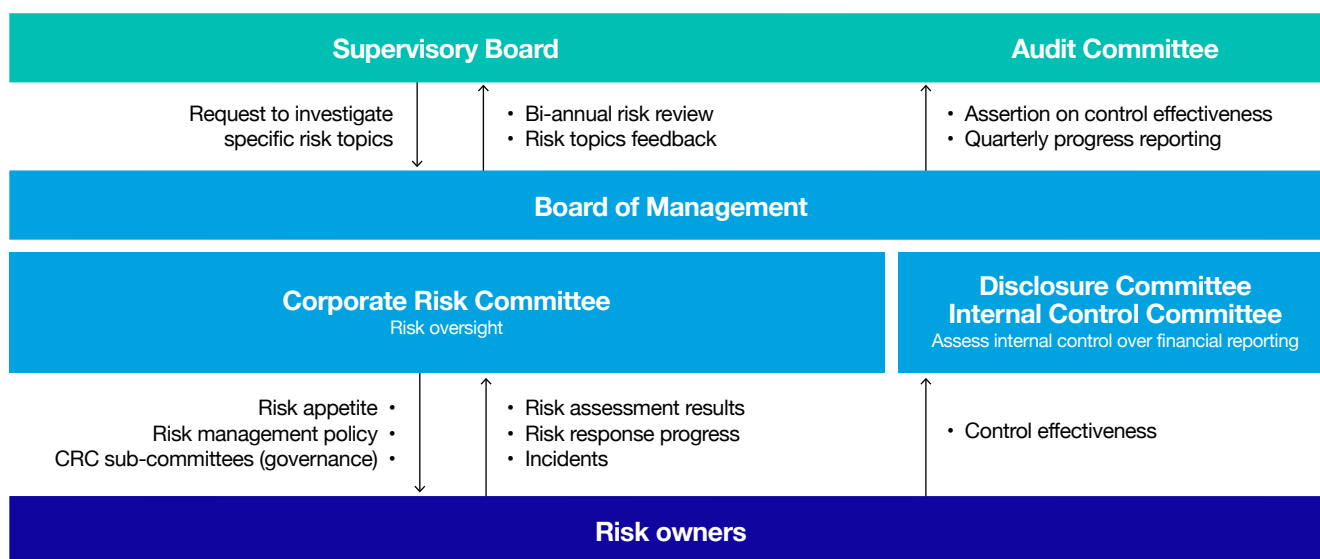 Supervisory Board
Audit Committee
Request to investigate
specific risk topics
• Bi-annual risk review
• Risk topics feedback
• Assertion on control effectiveness
• Quarterly progress reporting
Board of Management
Corporate Risk Committee
Risk oversight
Disclosure Committee
Internal Control Committee
Assess internal control over financial reporting
Risk appetite •
Risk management policy •
CRC sub-committees (governance) •
• Risk assessment results
• Risk response progress
• Incidents
• Control effectiveness
Risk owners